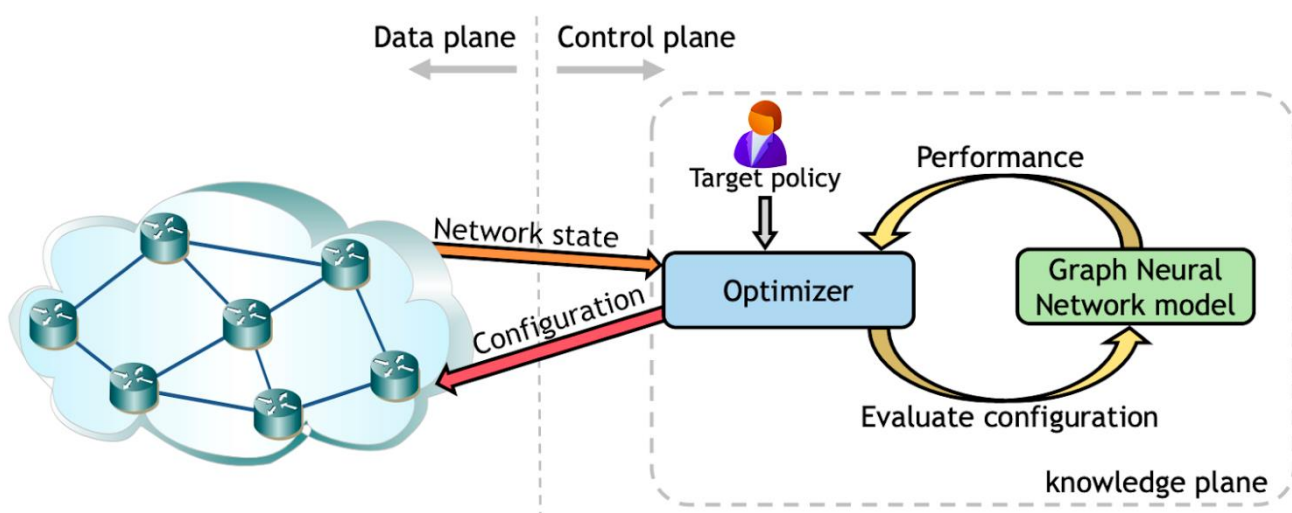 Data plane
Control plane
Target policy
Performance
Network state
Optimizer
Graph Neural
Network model
Configuration
Evaluate configuration
knowledge plane